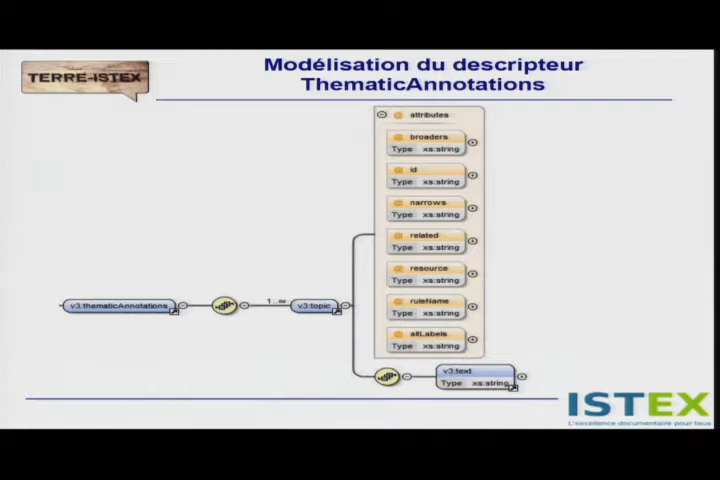 TERRE-ISTEX
Modélisation du descripteur
ThematicAnnotations
attributes
broaders
Type xs:string
id
Type xs:string
narrows
Type xs:string
related
Type xs:string
resource
Type xs:string
ruleName
Type xs:string
altLabels
Type xs:string
v3:thematicAnnotations
1..∞
v3:topic
v3:text
Type xs:string
ISTEX
L'excellence documentaire pour tous